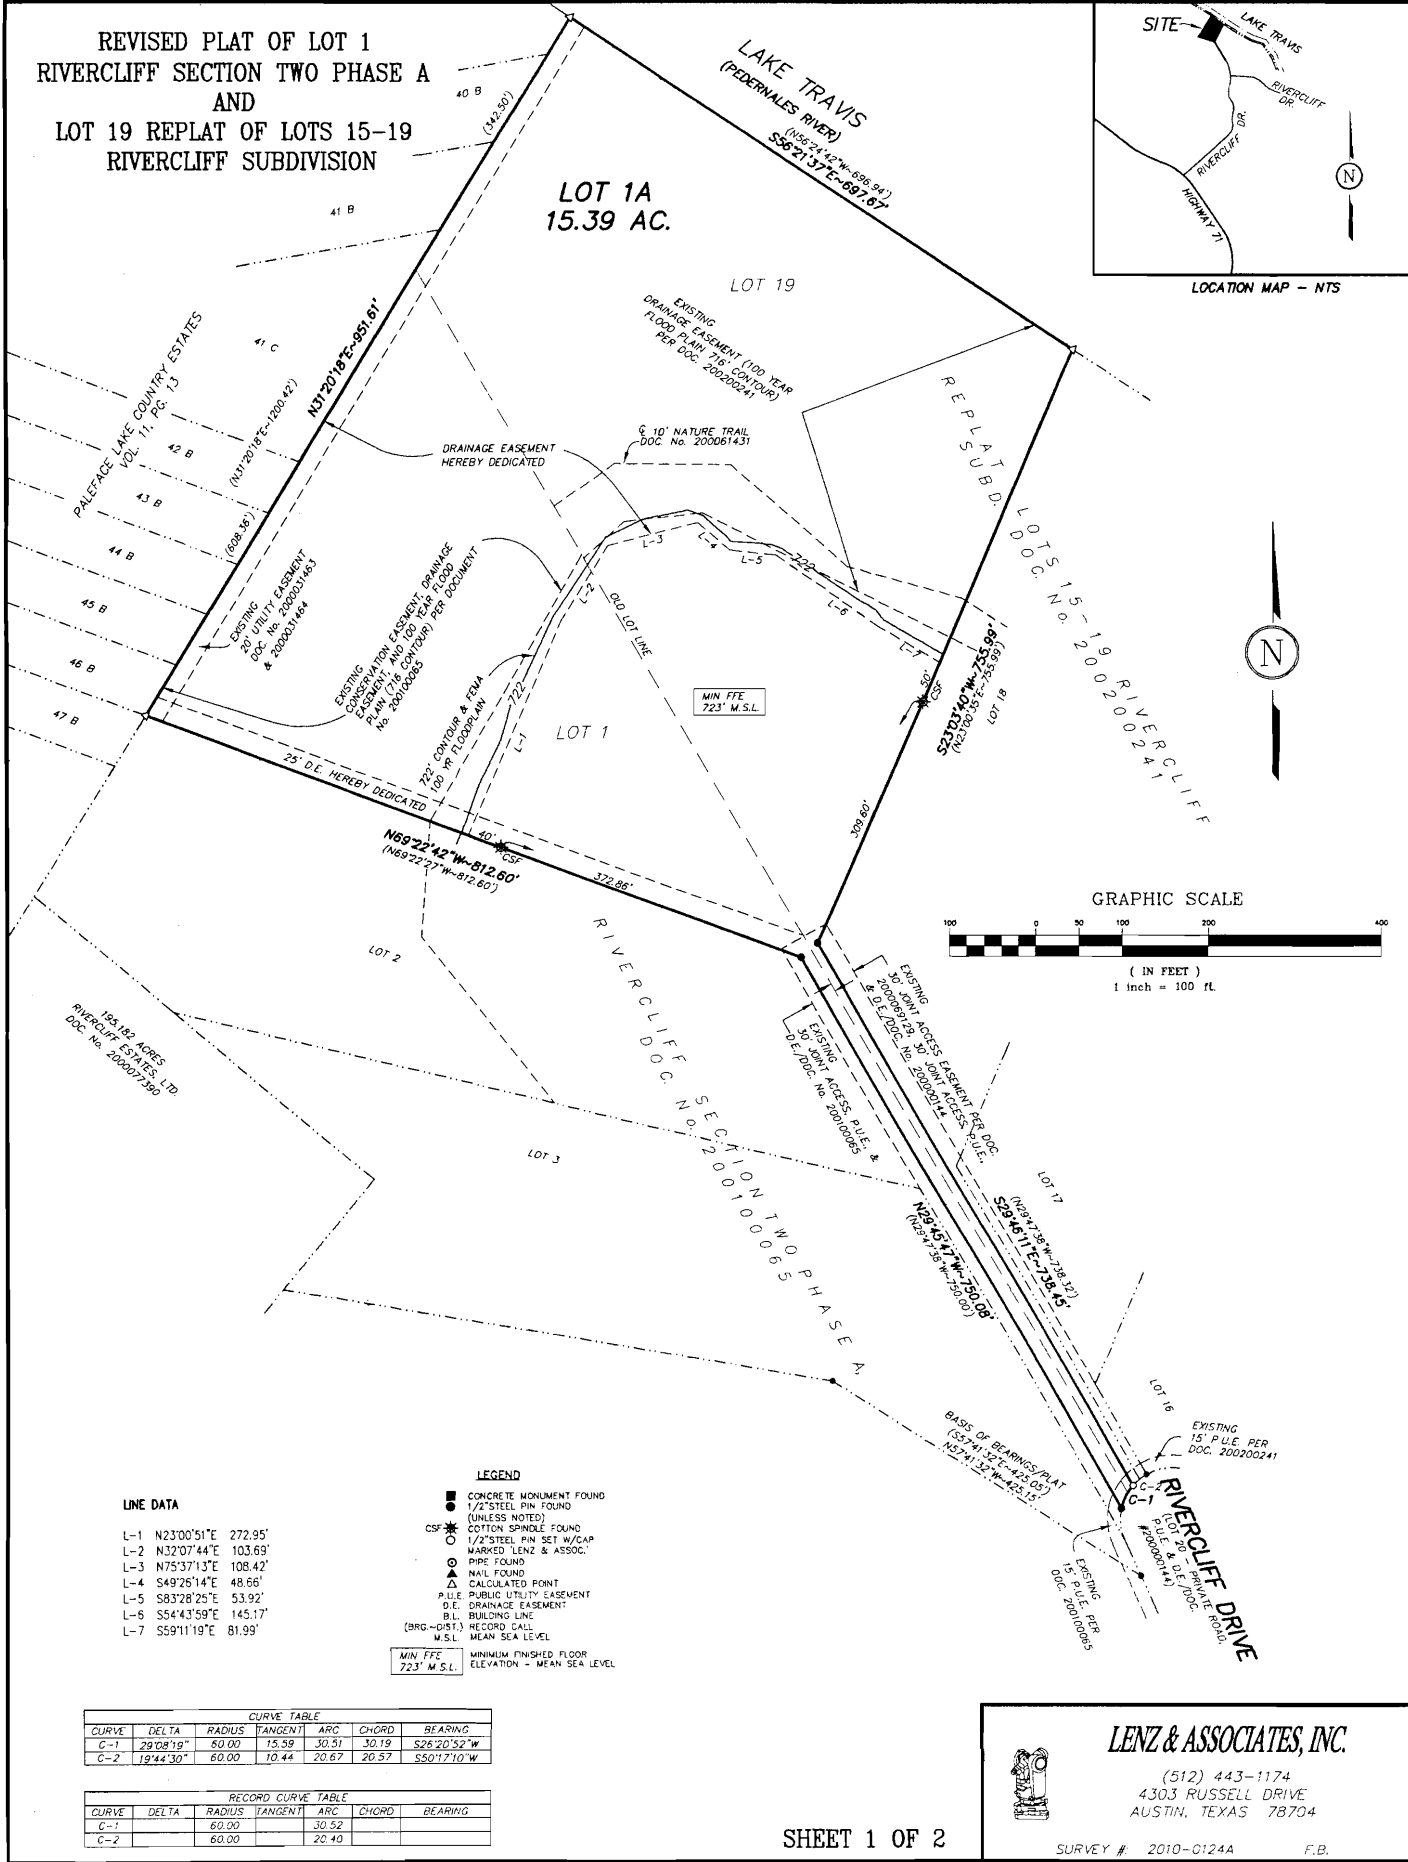 REVISED PLAT OF LOT 1
RIVERCLIFF SECTION TWO PHASE A
AND
LOT 19 REPLAT OF LOTS 15-19
RIVERCLIFF SUBDIVISION
SITE
LAKE TRAVIS
RIVERCLIFF
DR.
RIVERCLIFF DR.
HIGHWAY 71
N
LOCATION MAP - NTS
LAKE TRAVIS
(PEDERNALES RIVER)
(N56°24'42"W~696.94')
S56°21'37"E~697.67'
40 B
(342.50')
41 B
LOT 1A
15.39 AC.
LOT 19
EXISTING
DRAINAGE EASEMENT (100 YEAR
FLOOD PLAIN 716' CONTOUR)
PER DOC. 200200241
41 C
PALEFACE LAKE COUNTRY ESTATES
VOL. 11, PG. 13
N31°20'18"E~951.61'
(N31°20'18"E~1200.42')
(608.36')
42 B
43 B
44 B
45 B
46 B
47 B
DRAINAGE EASEMENT
HEREBY DEDICATED
℄ 10' NATURE TRAIL
DOC. No. 200061431
REPLAT LOTS 15-19 RIVERCLIFF
SUBD. DOC. No. 200200241
EXISTING
20' UTILITY EASEMENT
DOC. No. 2000031463
& 2000031464
EXISTING
CONSERVATION EASEMENT, DRAINAGE
EASEMENT, AND 100 YEAR FLOOD
PLAIN (716 CONTOUR) PER DOCUMENT
No. 200100065
L-3
L-4
L-5
722
L-6
L-7
L-2
OLD LOT LINE
MIN FFE
723' M.S.L.
50'
CSF
S23°03'40"W~755.99'
(N23°00'35"E~755.99')
LOT 18
N
722
L-1
LOT 1
722' CONTOUR & FEMA
100 YR FLOODPLAIN
25' D.E. HEREBY DEDICATED
40'
CSF
N69°22'42"W~812.60'
(N69°22'27"W~812.60')
372.86'
309.60'
GRAPHIC SCALE
100 0 50 100 200 400
( IN FEET )
1 inch = 100 ft.
LOT 2
195.182 ACRES
RIVERCLIFF ESTATES, LTD.
DOC. No. 2000077390
RIVERCLIFF SECTION TWO PHASE A,
DOC. No. 200100065
EXISTING
30' JOINT ACCESS EASEMENT PER DOC.
2000069129, 30' JOINT ACCESS, P.U.E.,
& D.E./DOC. No. 200000144
EXISTING
30' JOINT ACCESS, P.U.E., &
D.E./DOC. No. 200100065
LOT 3
LOT 17
(N29°47'38"W~738.32')
S29°46'11"E~738.45'
N29°45'47"W~750.08'
(N29°47'38"W~750.00')
LOT 16
BASIS OF BEARINGS/PLAT
(S57°41'32"E~425.05')
N57°41'32"W~425.15'
EXISTING
15' P.U.E. PER
DOC. 200200241
C-2
C-1
RIVERCLIFF DRIVE
(LOT 20 - PRIVATE ROAD,
P.U.E. & D.E./DOC.
#200000144)
EXISTING
15' P.U.E. PER
DOC. 200100065
LINE DATA
L-1 N23°00'51"E 272.95'
L-2 N32°07'44"E 103.69'
L-3 N75°37'13"E 108.42'
L-4 S49°26'14"E 48.66'
L-5 S83°28'25"E 53.92'
L-6 S54°43'59"E 145.17'
L-7 S59°11'19"E 81.99'
LEGEND
CONCRETE MONUMENT FOUND
1/2"STEEL PIN FOUND
(UNLESS NOTED)
CSF COTTON SPINDLE FOUND
1/2"STEEL PIN SET W/CAP
MARKED 'LENZ & ASSOC.'
PIPE FOUND
NAIL FOUND
CALCULATED POINT
P.U.E. PUBLIC UTILITY EASEMENT
D.E. DRAINAGE EASEMENT
B.L. BUILDING LINE
(BRG.~DIST.) RECORD CALL
M.S.L. MEAN SEA LEVEL
MIN FFE MINIMUM FINISHED FLOOR
723' M.S.L. ELEVATION - MEAN SEA LEVEL
CURVE TABLE
CURVE DELTA RADIUS TANGENT ARC CHORD BEARING
C-1 29°08'19" 60.00 15.59 30.51 30.19 S26°20'52"W
C-2 19°44'30" 60.00 10.44 20.67 20.57 S50°17'10"W
RECORD CURVE TABLE
CURVE DELTA RADIUS TANGENT ARC CHORD BEARING
C-1 60.00 30.52
C-2 60.00 20.40
SHEET 1 OF 2
LENZ & ASSOCIATES, INC.
(512) 443-1174
4303 RUSSELL DRIVE
AUSTIN, TEXAS 78704
SURVEY #: 2010-0124A F.B.